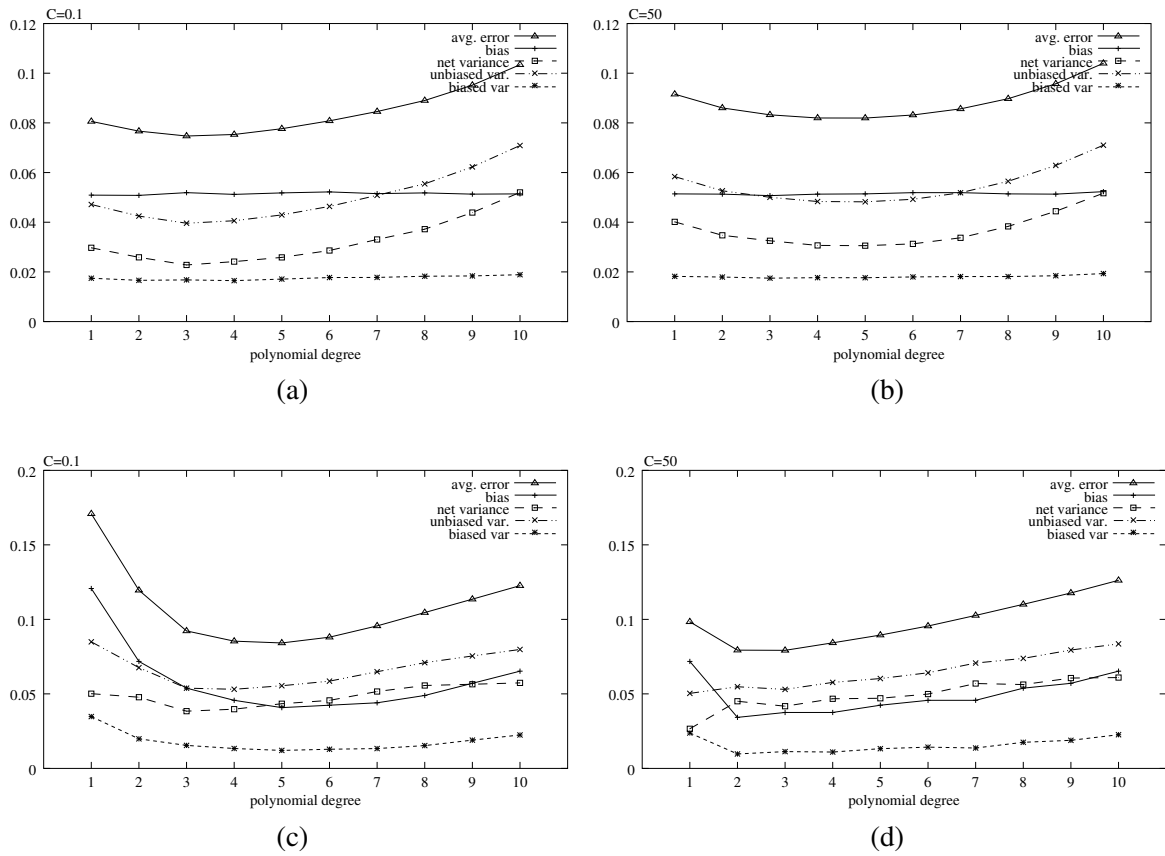 C=0.1
0.12
0.1
0.08
0.06
0.04
0.02
0
avg. error
bias
net variance
unbiased var.
biased var
1 2 3 4 5 6 7 8 9 10
polynomial degree
(a)
C=50
0.12
0.1
0.08
0.06
0.04
0.02
0
avg. error
bias
net variance
unbiased var.
biased var
1 2 3 4 5 6 7 8 9 10
polynomial degree
(b)
C=0.1
0.2
0.15
0.1
0.05
0
avg. error
bias
net variance
unbiased var.
biased var
1 2 3 4 5 6 7 8 9 10
polynomial degree
(c)
C=50
0.2
0.15
0.1
0.05
0
avg. error
bias
net variance
unbiased var.
biased var
1 2 3 4 5 6 7 8 9 10
polynomial degree
(d)